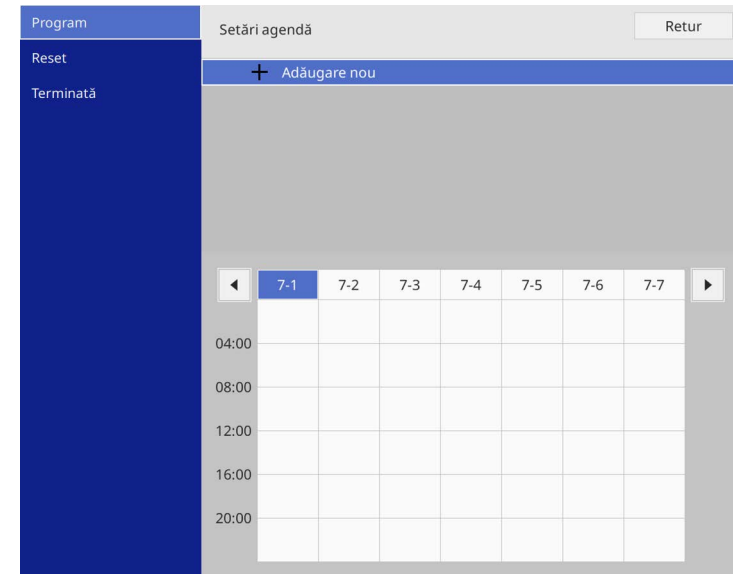 Program
Reset
Terminată
Setări agendă
Retur
Adăugare nou
7-1 7-2 7-3 7-4 7-5 7-6 7-7
04:00
08:00
12:00
16:00
20:00